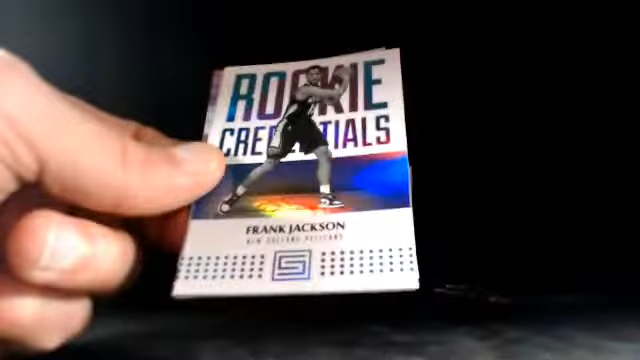 ROOKIE
CREDENTIALS
FRANK JACKSON
NEW ORLEANS PELICANS